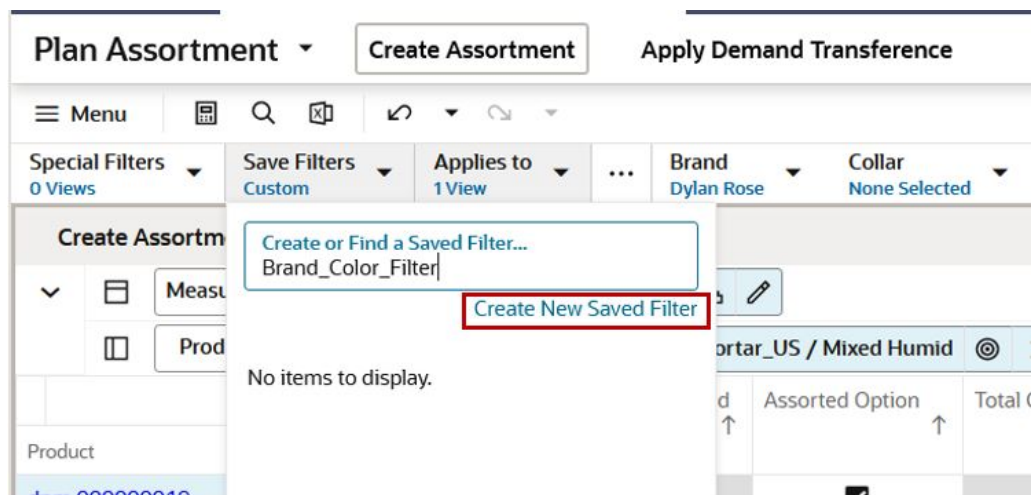 Plan Assortment Create Assortment Apply Demand Transference
Menu
Special Filters Save Filters Applies to ... Brand Collar
0 Views Custom 1 View Dylan Rose None Selected
Create Assortm
Create or Find a Saved Filter...
Brand_Color_Filter
Measu
Create New Saved Filter
Prod ortar_US / Mixed Humid
No items to display.
d Assorted Option Total
Product